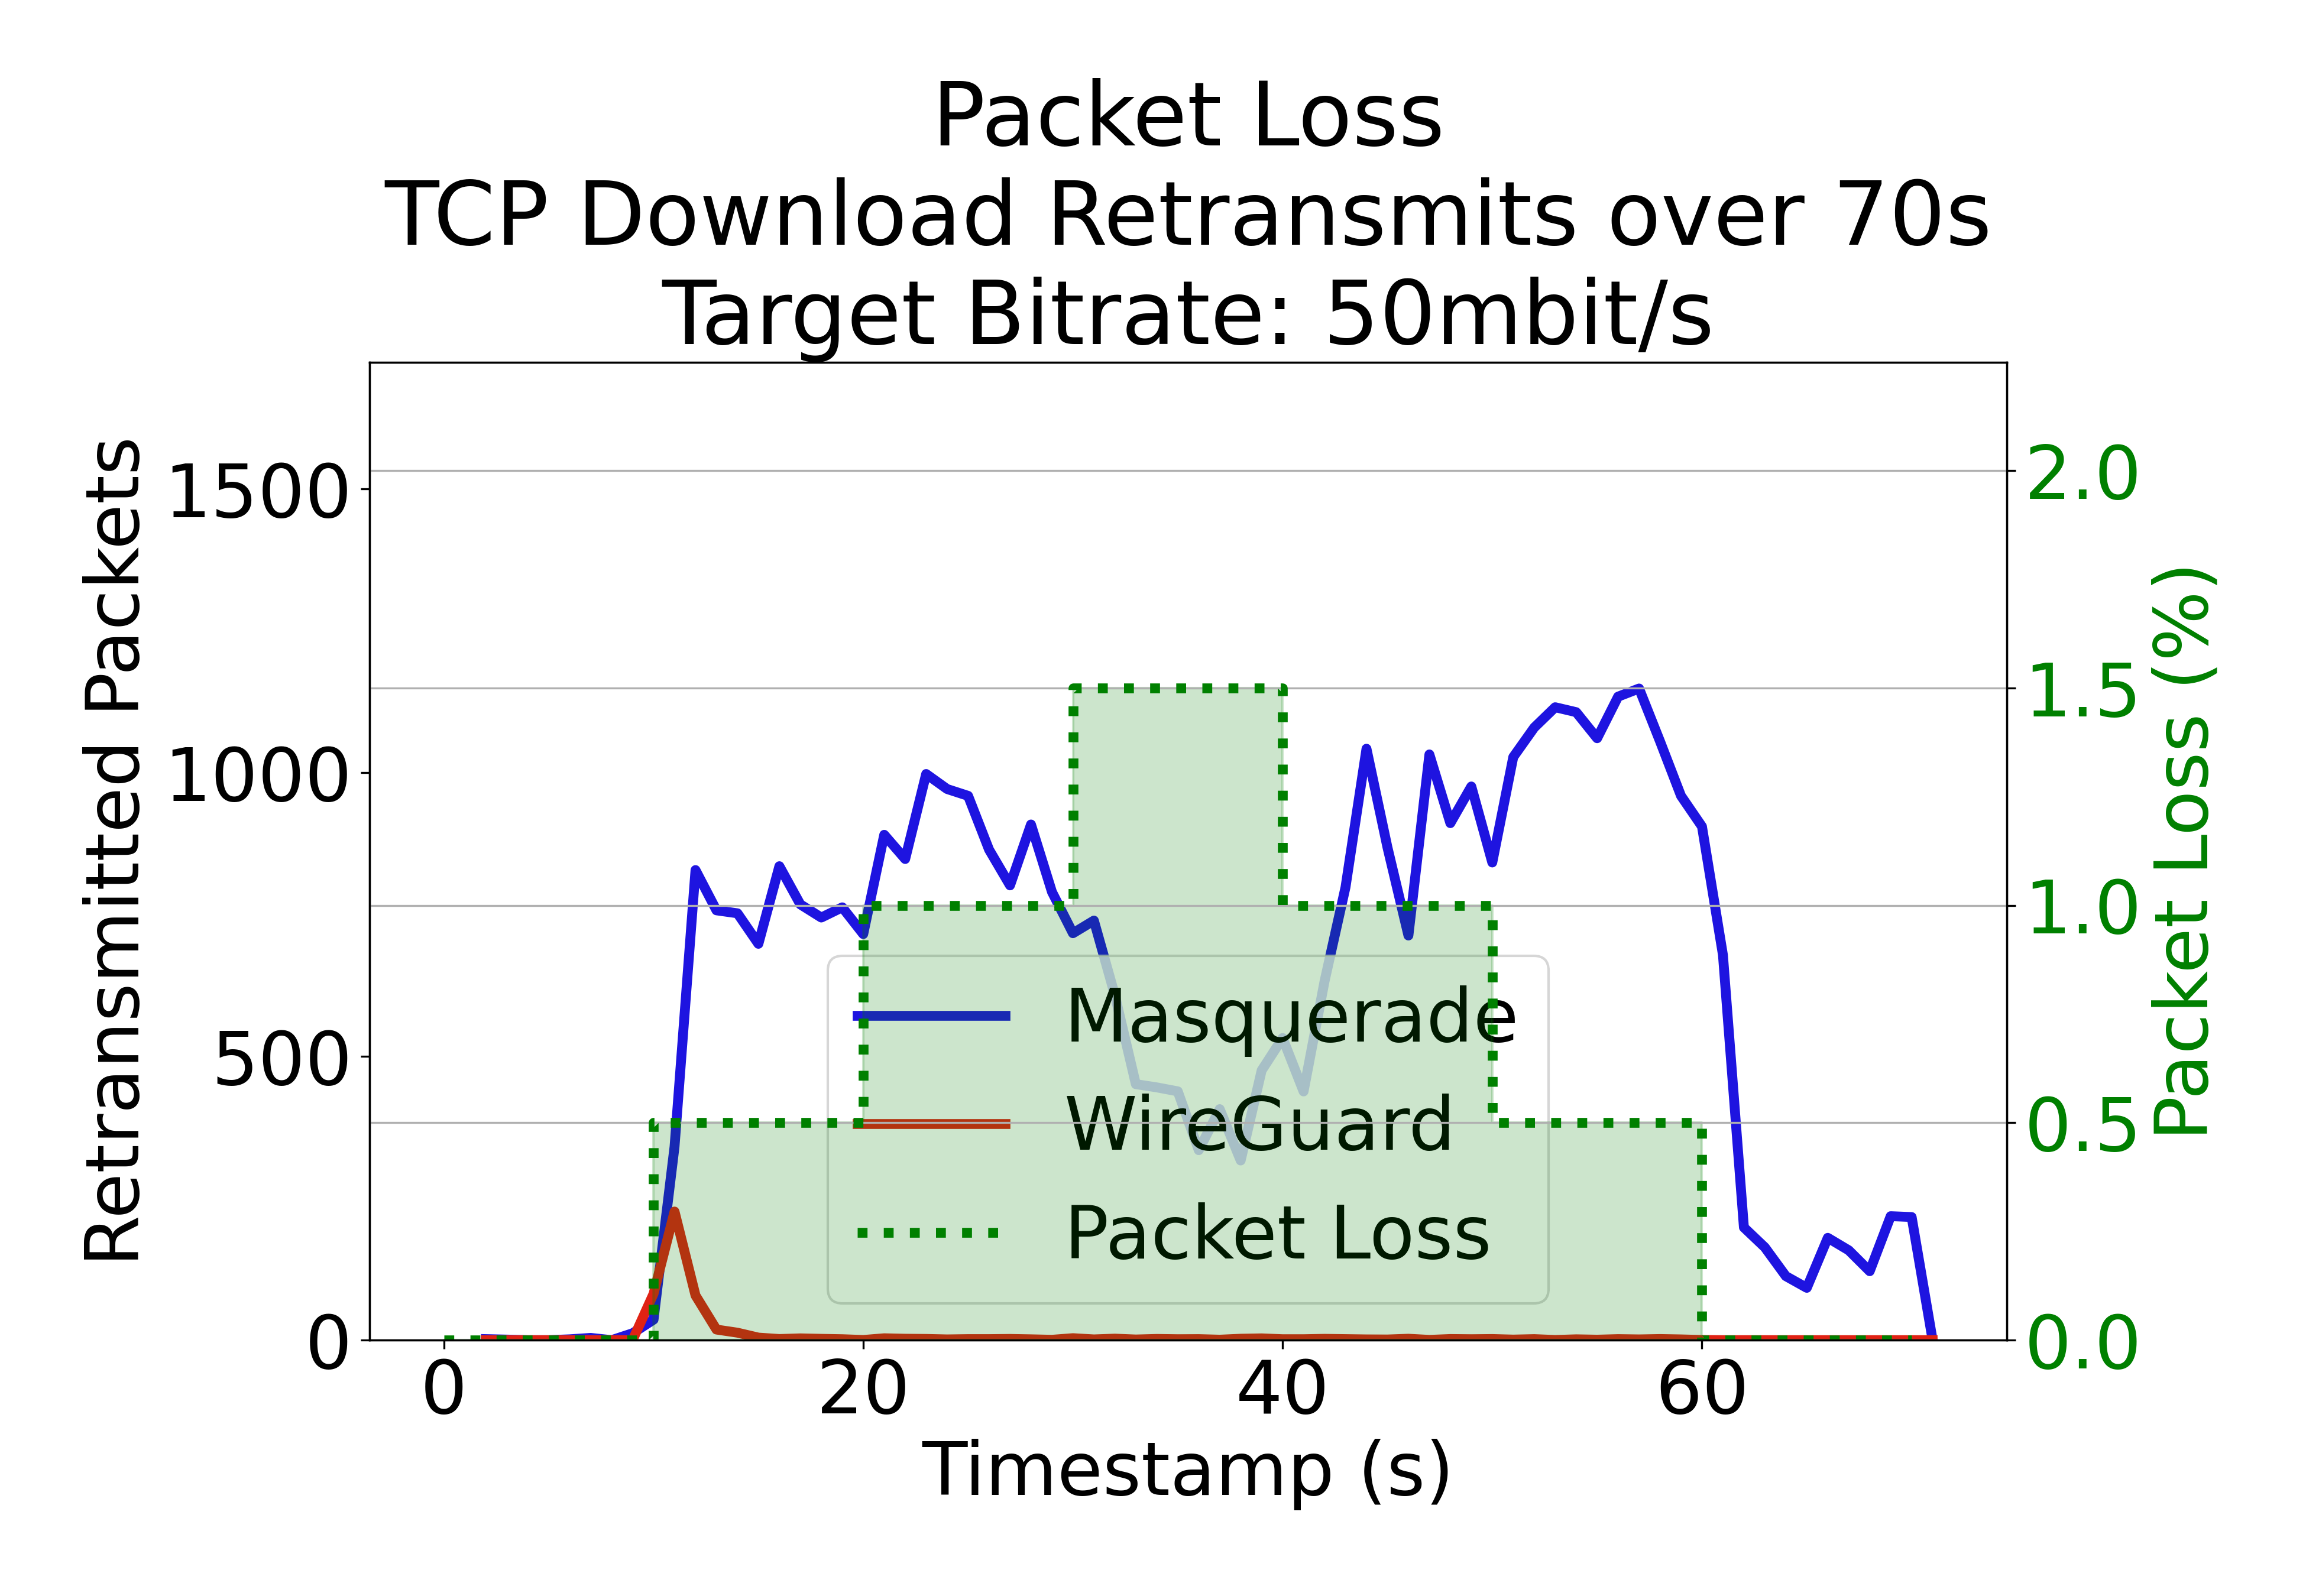 Packet Loss
TCP Download Retransmits over 70s
Target Bitrate: 50mbit/s
Retransmitted Packets
1500
1000
500
0
2.0
1.5
1.0
0.5
0.0
Packet Loss (%)
Masquerade
WireGuard
Packet Loss
0
20
40
60
Timestamp (s)